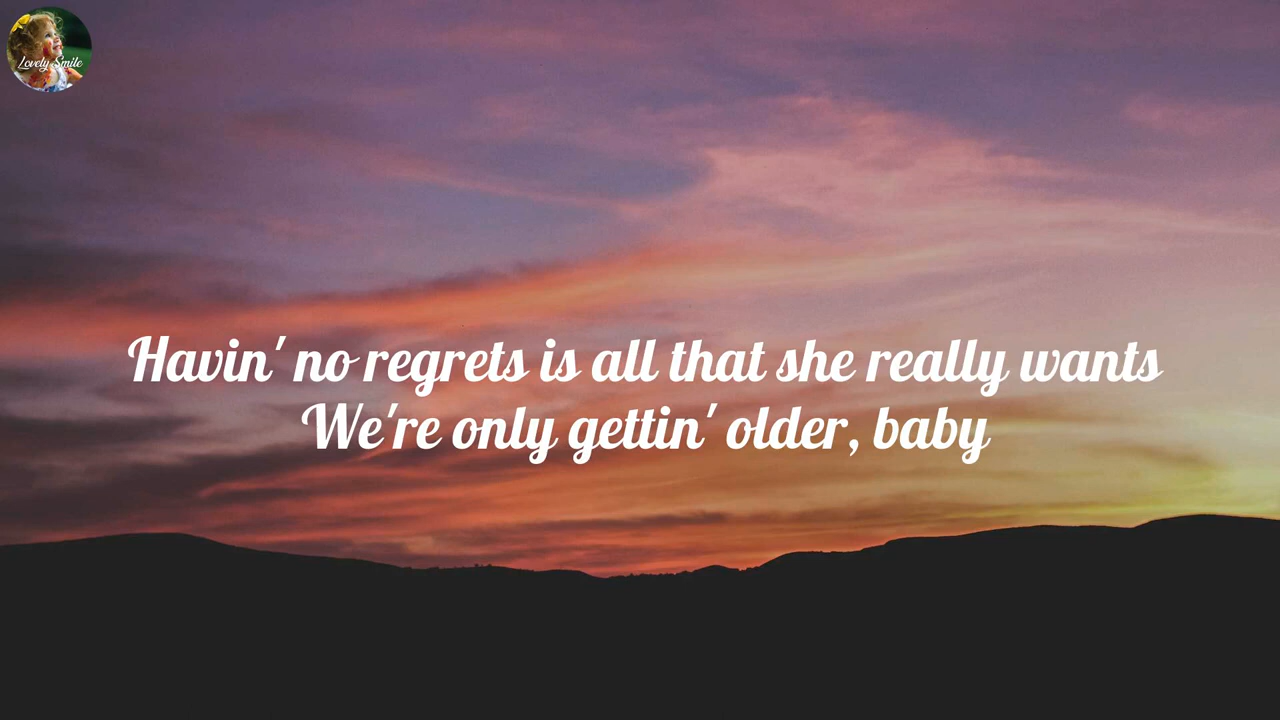 Lovely Smile
Havin' no regrets is all that she really wants
We're only gettin' older, baby